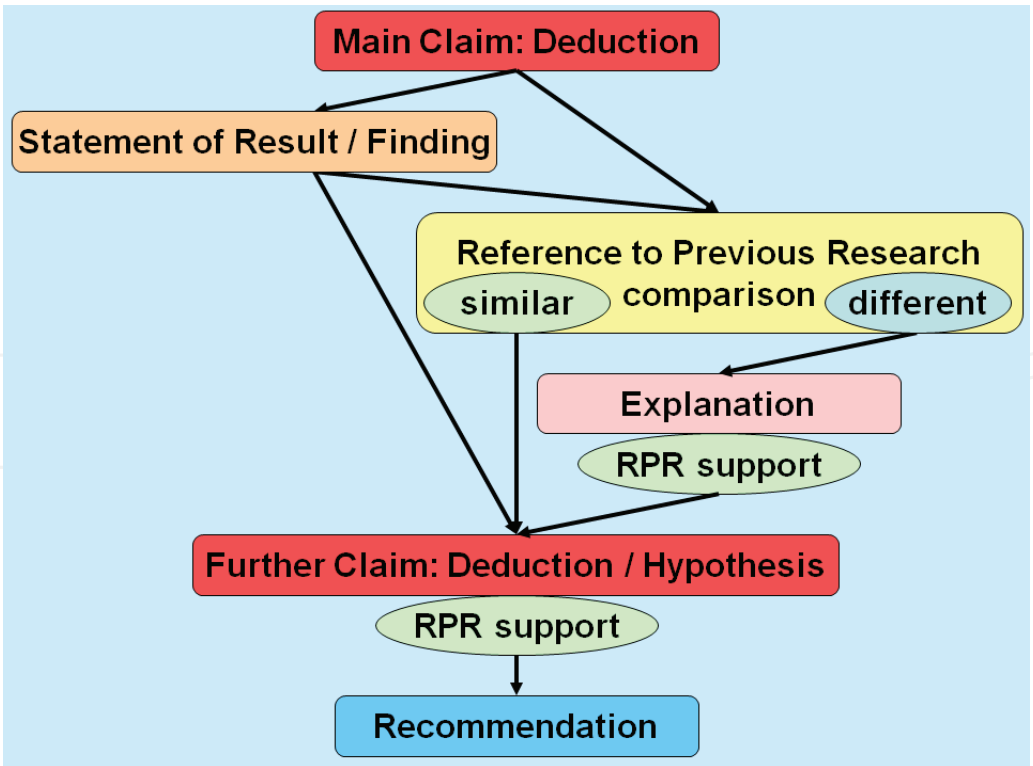 Main Claim: Deduction
Statement of Result / Finding
Reference to Previous Research
comparison
similar
different
Explanation
RPR support
Further Claim: Deduction / Hypothesis
RPR support
Recommendation